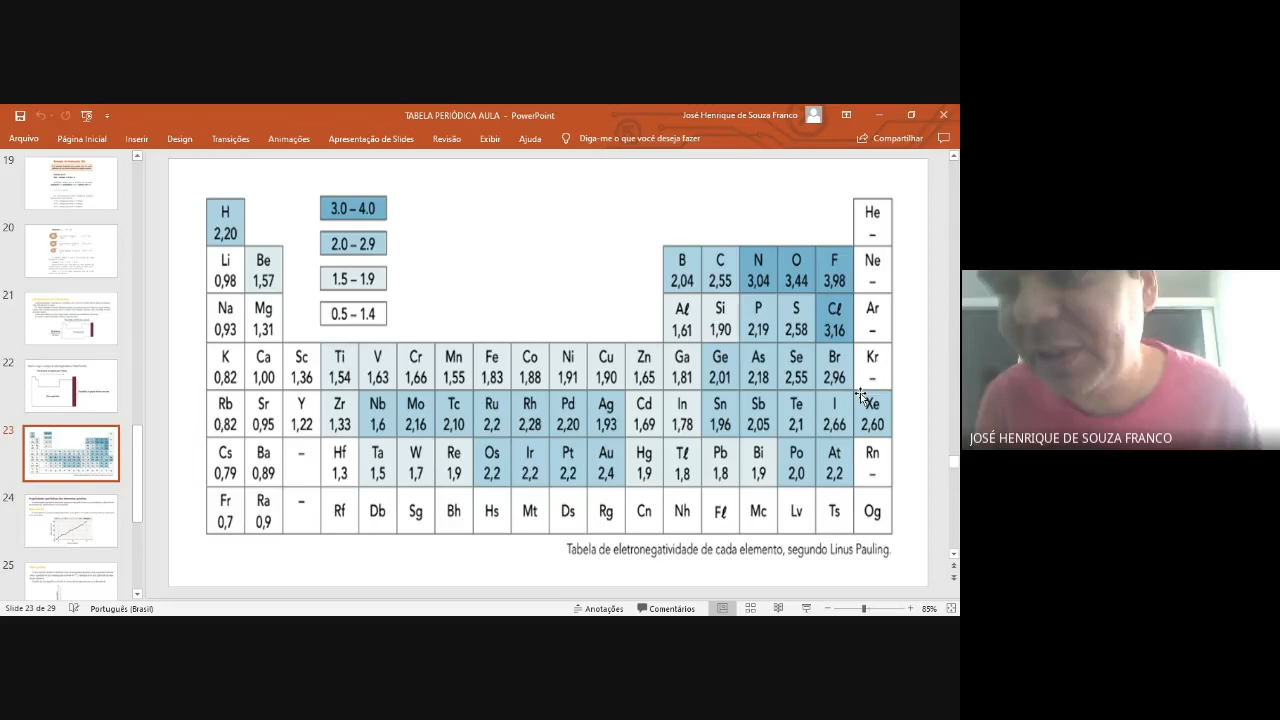 TABELA PERIÓDICA AULA - PowerPoint
José Henrique de Souza Franco
Arquivo Página Inicial Inserir Design Transições Animações Apresentação de Slides Revisão Exibir Ajuda Diga-me o que você deseja fazer Compartilhar
19
20
21
22
23
24
25
3.0 – 4.0
2.0 – 2.9
1.5 – 1.9
0.5 – 1.4
H He
2,20 –
Li Be B C N O F Ne
0,98 1,57 2,04 2,55 3,04 3,44 3,98 –
Na Mg Aℓ Si P S Cℓ Ar
0,93 1,31 1,61 1,90 2,19 2,58 3,16 –
K Ca Sc Ti V Cr Mn Fe Co Ni Cu Zn Ga Ge As Se Br Kr
0,82 1,00 1,36 1,54 1,63 1,66 1,55 1,83 1,88 1,91 1,90 1,65 1,81 2,01 2,18 2,55 2,96 –
Rb Sr Y Zr Nb Mo Tc Ru Rh Pd Ag Cd In Sn Sb Te I Xe
0,82 0,95 1,22 1,33 1,6 2,16 2,10 2,2 2,28 2,20 1,93 1,69 1,78 1,96 2,05 2,1 2,66 2,60
Cs Ba – Hf Ta W Re Os Ir Pt Au Hg Tℓ Pb Bi Po At Rn
0,79 0,89 1,3 1,5 1,7 1,9 2,2 2,2 2,2 2,4 1,9 1,8 1,8 1,9 2,0 2,2 –
Fr Ra – Rf Db Sg Bh Hs Mt Ds Rg Cn Nh Fℓ Mc Lv Ts Og
0,7 0,9
Tabela de eletronegatividade de cada elemento, segundo Linus Pauling.
JOSÉ HENRIQUE DE SOUZA FRANCO
Slide 23 de 29 Português (Brasil) Anotações Comentários 85%